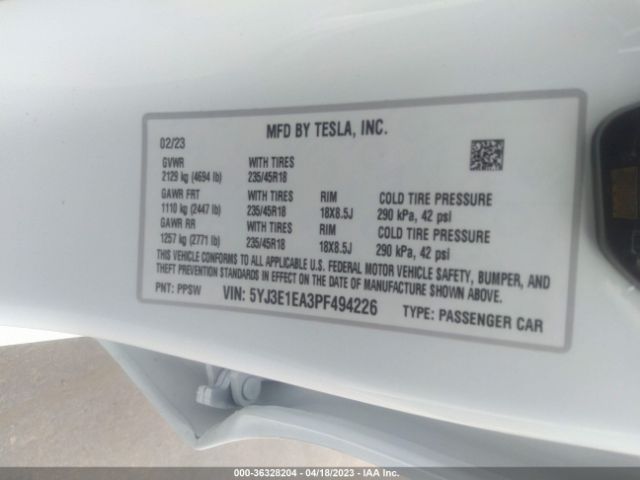 MFD BY TESLA, INC.
02/23
GVWR WITH TIRES
2129 kg (4694 lb) 235/45R18
GAWR FRT WITH TIRES RIM COLD TIRE PRESSURE
1110 kg (2447 lb) 235/45R18 18X8.5J 290 kPa, 42 psi
GAWR RR WITH TIRES RIM COLD TIRE PRESSURE
1257 kg (2771 lb) 235/45R18 18X8.5J 290 kPa, 42 psi
THIS VEHICLE CONFORMS TO ALL APPLICABLE U.S. FEDERAL MOTOR VEHICLE SAFETY, BUMPER, AND
THEFT PREVENTION STANDARDS IN EFFECT ON THE DATE OF MANUFACTURE SHOWN ABOVE.
PNT: PPSW VIN: 5YJ3E1EA3PF494226 TYPE: PASSENGER CAR
000-36328204 - 04/18/2023 - IAA Inc.